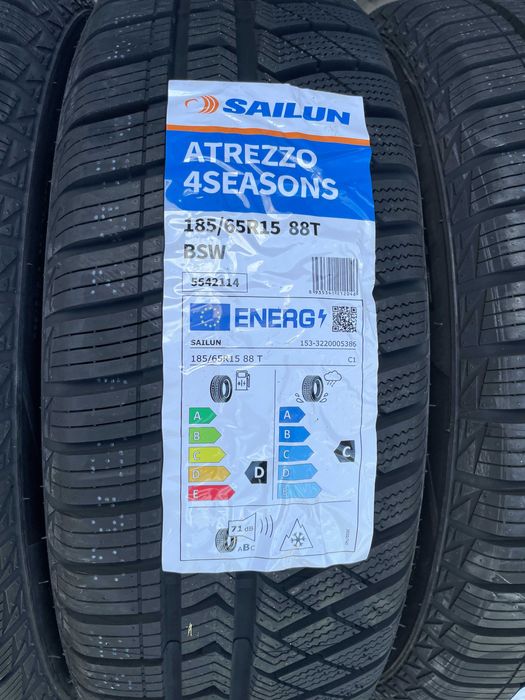 SAILUN
ATREZZO
4SEASONS
185/65R15 88T
BSW
5542114
ENERG
SAILUN 153-3220005386
185/65R15 88 T C1
A A
B B
C C C
D D D
E E
71 dB
ABC